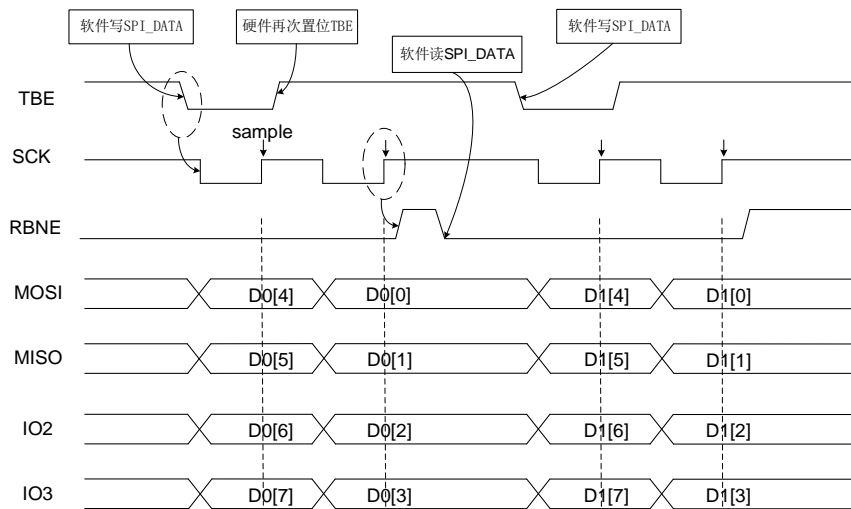 软件写SPI_DATA
硬件再次置位TBE
软件读SPI_DATA
软件写SPI_DATA
TBE
sample
SCK
RBNE
MOSI D0[4] D0[0] D1[4] D1[0]
MISO D0[5] D0[1] D1[5] D1[1]
IO2 D0[6] D0[2] D1[6] D1[2]
IO3 D0[7] D0[3] D1[7] D1[3]